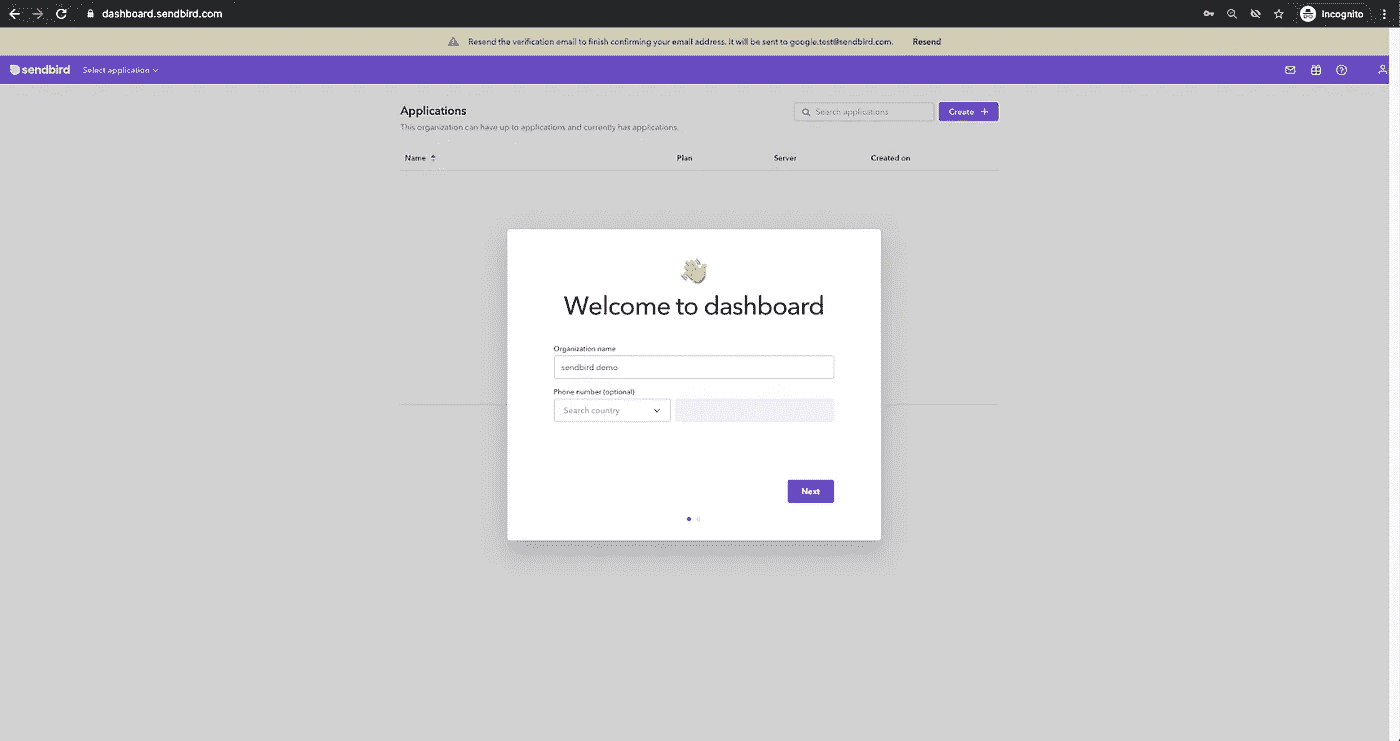 dashboard.sendbird.com
Incognito
Resend the verification email to finish confirming your email address. it will be sent to google.test@sendbird.com. Resend
sendbird Select application
Applications
Search applications
Create +
This organization can have up to applications and currently has applications.
Name Plan Server Created on
Welcome to dashboard
Organization name
sendbird demo
Phone number (optional)
Search country
Next